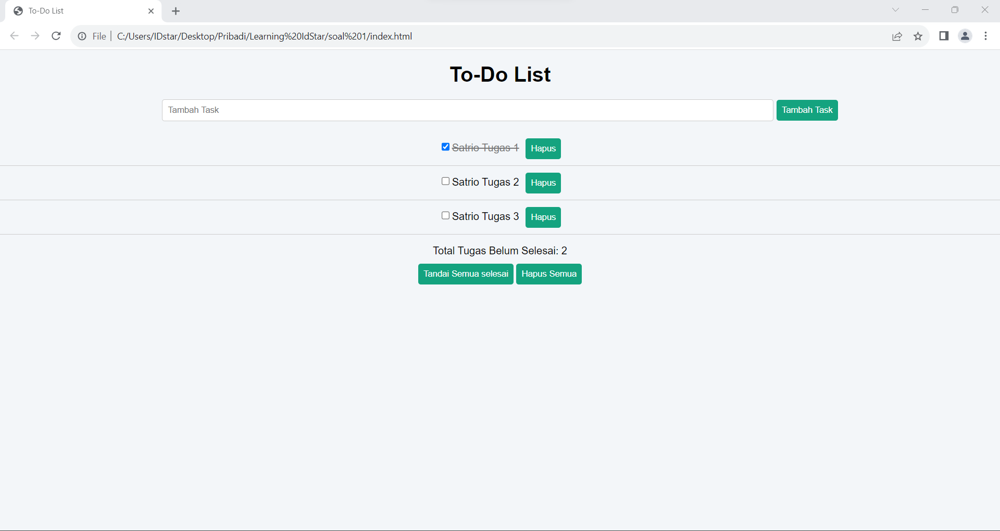 To-Do List
File | C:/Users/IDstar/Desktop/Pribadi/Learning%20IdStar/soal%201/index.html
To-Do List
Tambah Task Tambah Task
Satrio Tugas 1 Hapus
Satrio Tugas 2 Hapus
Satrio Tugas 3 Hapus
Total Tugas Belum Selesai: 2
Tandai Semua selesai Hapus Semua